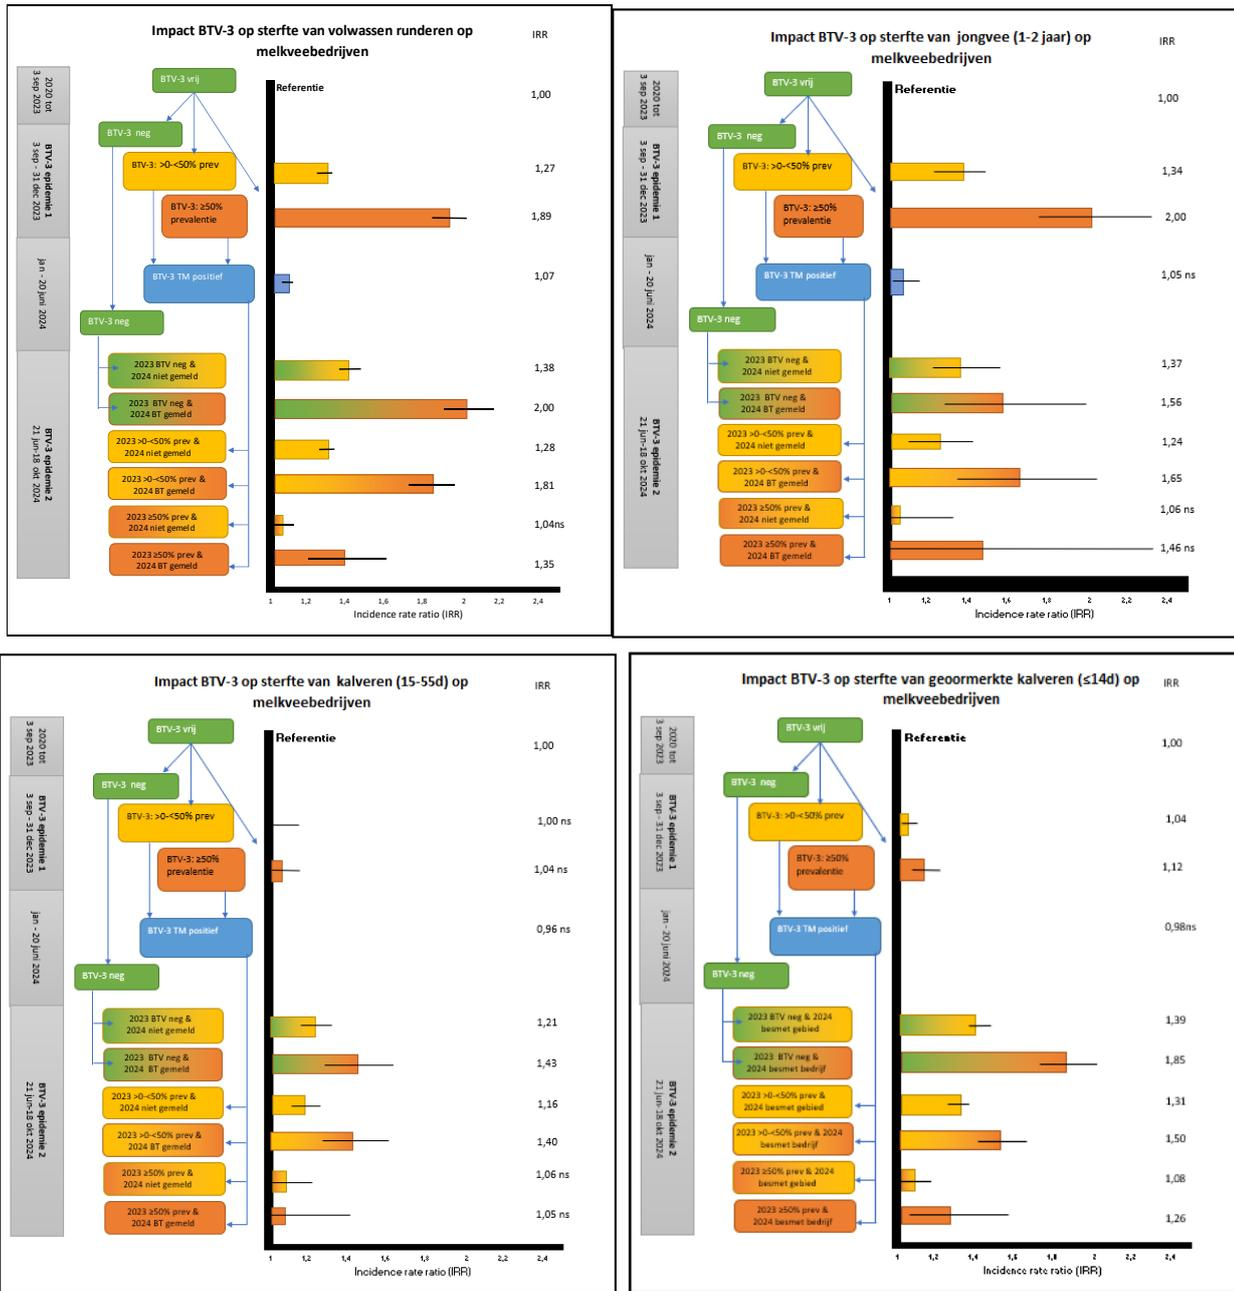 Impact BTV-3 op sterfte van volwassen runderen op
melkveebedrijven
IRR
2020 tot
3 sep 2023
BTV-3 vrij
Referentie
1,00
BTV-3 epidemie 1
3 sep - 31 dec 2023
BTV-3 neg
BTV-3: >0-<50% prev
1,27
BTV-3: ≥50%
prevalentie
1,89
jan - 20 juni 2024
BTV-3 TM positief
1,07
BTV-3 neg
BTV-3 epidemie 2
21 jun-18 okt 2024
2023 BTV neg &
2024 niet gemeld
1,38
2023 BTV neg &
2024 BT gemeld
2,00
2023 >0-<50% prev &
2024 niet gemeld
1,28
2023 >0-<50% prev &
2024 BT gemeld
1,81
2023 ≥50% prev &
2024 niet gemeld
1,04ns
2023 ≥50% prev &
2024 BT gemeld
1,35
1 1,2 1,4 1,6 1,8 2 2,2 2,4
Incidence rate ratio (IRR)
Impact BTV-3 op sterfte van jongvee (1-2 jaar) op
melkveebedrijven
IRR
2020 tot
3 sep 2023
BTV-3 vrij
Referentie
1,00
BTV-3 epidemie 1
3 sep - 31 dec 2023
BTV-3 neg
BTV-3: >0-<50% prev
1,34
BTV-3: ≥50%
prevalentie
2,00
jan - 20 juni 2024
BTV-3 TM positief
1,05 ns
BTV-3 neg
BTV-3 epidemie 2
21 jun-18 okt 2024
2023 BTV neg &
2024 niet gemeld
1,37
2023 BTV neg &
2024 BT gemeld
1,56
2023 >0-<50% prev &
2024 niet gemeld
1,24
2023 >0-<50% prev &
2024 BT gemeld
1,65
2023 ≥50% prev &
2024 niet gemeld
1,06 ns
2023 ≥50% prev &
2024 BT gemeld
1,46 ns
1 1,2 1,4 1,6 1,8 2 2,2 2,4
Incidence rate ratio (IRR)
Impact BTV-3 op sterfte van kalveren (15-55d) op
melkveebedrijven
IRR
2020 tot
3 sep 2023
BTV-3 vrij
Referentie
1,00
BTV-3 epidemie 1
3 sep - 31 dec 2023
BTV-3 neg
BTV-3: >0-<50% prev
1,00 ns
BTV-3: ≥50%
prevalentie
1,04 ns
jan - 20 juni 2024
BTV-3 TM positief
0,96 ns
BTV-3 neg
BTV-3 epidemie 2
21 jun-18 okt 2024
2023 BTV neg &
2024 niet gemeld
1,21
2023 BTV neg &
2024 BT gemeld
1,43
2023 >0-<50% prev &
2024 niet gemeld
1,16
2023 >0-<50% prev &
2024 BT gemeld
1,40
2023 ≥50% prev &
2024 niet gemeld
1,06 ns
2023 ≥50% prev &
2024 BT gemeld
1,05 ns
1 1,2 1,4 1,6 1,8 2 2,2 2,4
Incidence rate ratio (IRR)
Impact BTV-3 op sterfte van geoormerkte kalveren (≤14d) op
melkveebedrijven
IRR
2020 tot
3 sep 2023
BTV-3 vrij
Referentie
1,00
BTV-3 epidemie 1
3 sep - 31 dec 2023
BTV-3 neg
BTV-3: >0-<50% prev
1,04
BTV-3: ≥50%
prevalentie
1,12
jan - 20 juni 2024
BTV-3 TM positief
0,98ns
BTV-3 neg
BTV-3 epidemie 2
21 jun-18 okt 2024
2023 BTV neg & 2024
besmet gebied
1,39
2023 BTV neg &
2024 besmet bedrijf
1,85
2023 >0-<50% prev &
2024 besmet gebied
1,31
2023 >0-<50% prev & 2024
besmet bedrijf
1,50
2023 ≥50% prev & 2024
besmet gebied
1,08
2023 ≥50% prev &
2024 besmet bedrijf
1,26
1 1,2 1,4 1,6 1,8 2 2,2 2,4
Incidence rate ratio (IRR)